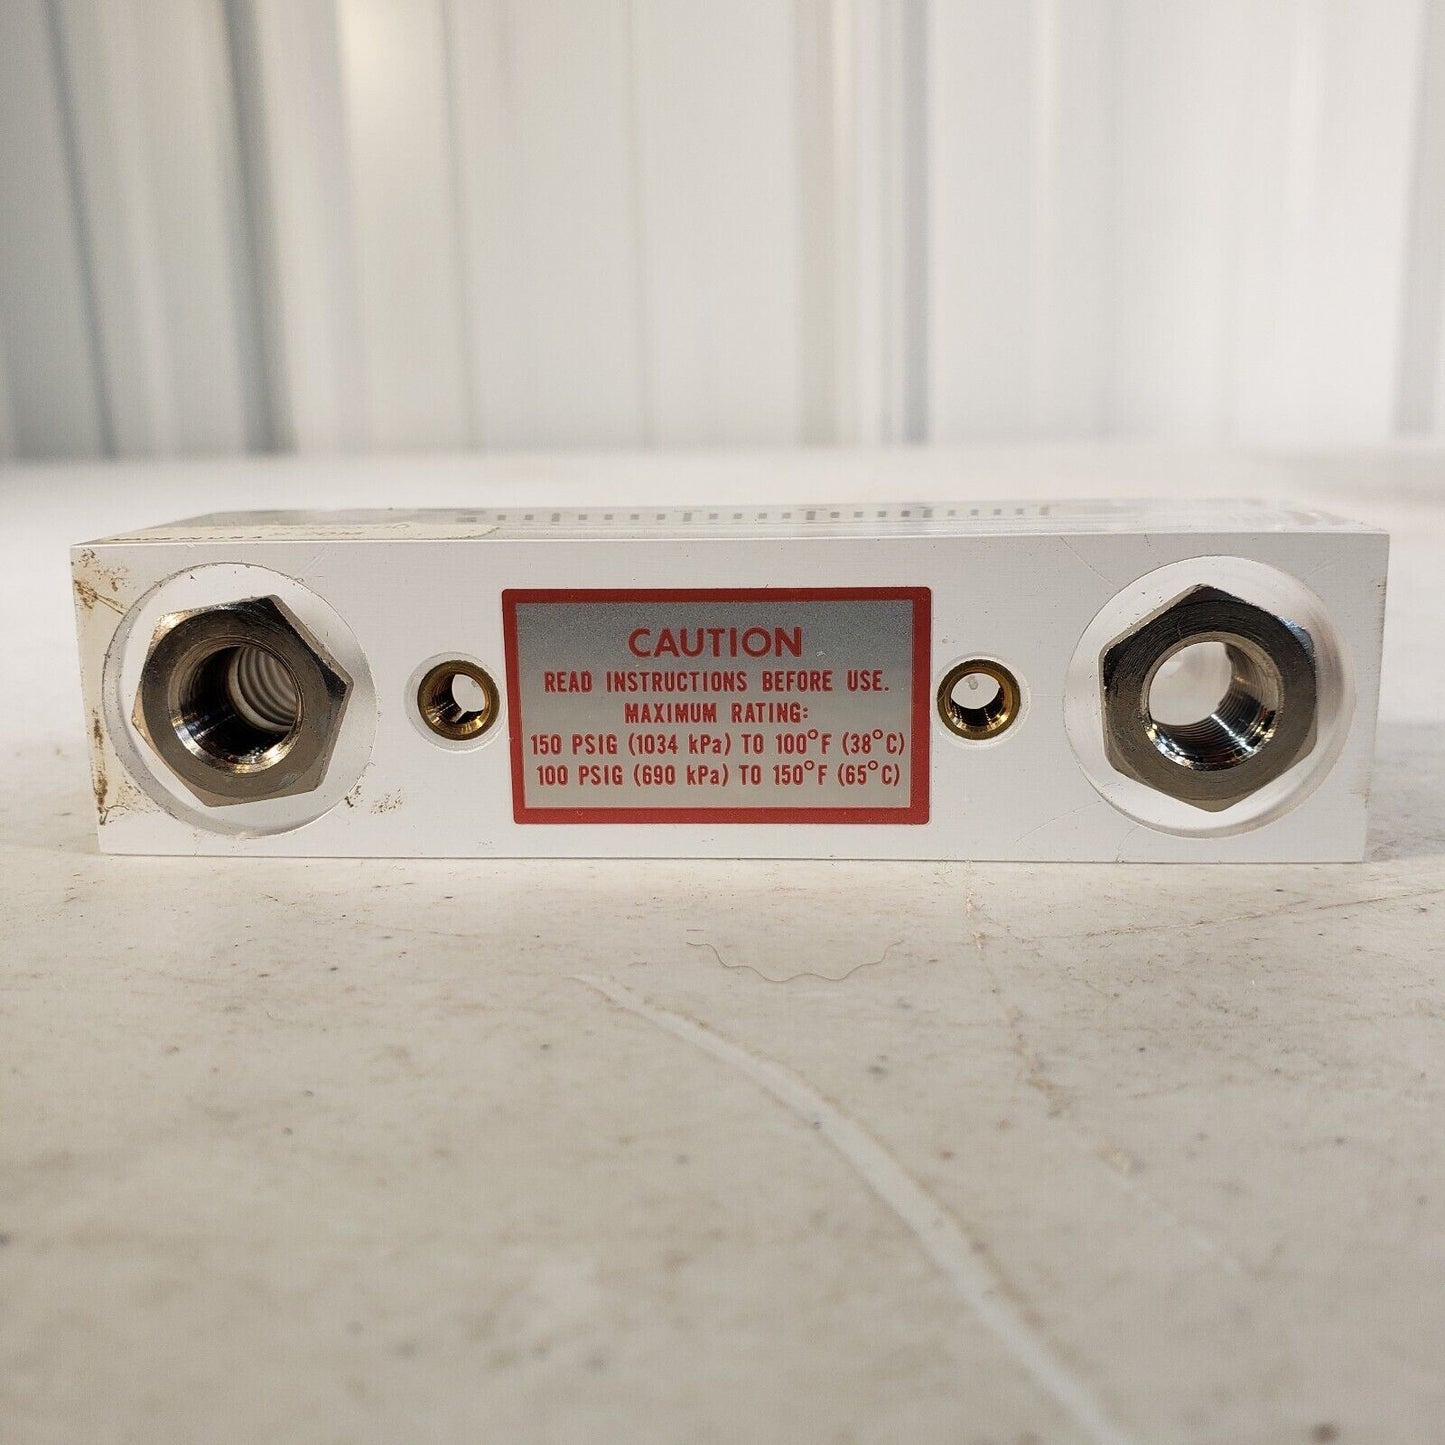 CAUTION
READ INSTRUCTIONS BEFORE USE.
MAXIMUM RATING:
150 PSIG (1034 kPa) TO 100°F (38°C)
100 PSIG (690 kPa) TO 150°F (65°C)